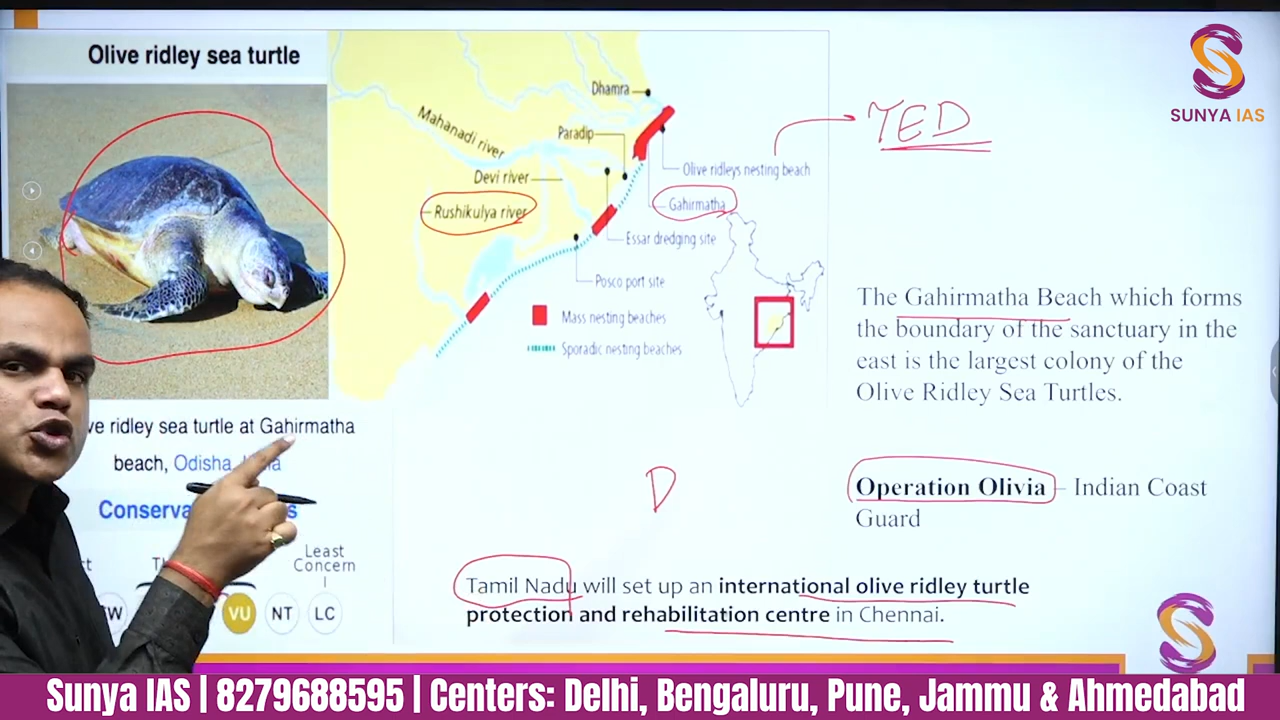 Olive ridley sea turtle
Dhamra
Mahanadi river
Paradip
Olive ridleys nesting beach
Devi river
Rushikulya river
Gahirmatha
Essar dredging site
Posco port site
Mass nesting beaches
Sporadic nesting beaches
TED
SUNYA IAS
The Gahirmatha Beach which forms
the boundary of the sanctuary in the
east is the largest colony of the
Olive Ridley Sea Turtles.
ridley sea turtle at Gahirmatha
beach, Odisha,
Least
Concern
VU NT LC
D
Operation Olivia – Indian Coast
Guard
Tamil Nadu will set up an international olive ridley turtle
protection and rehabilitation centre in Chennai.
Sunya IAS | 8279688595 | Centers: Delhi, Bengaluru, Pune, Jammu & Ahmedabad